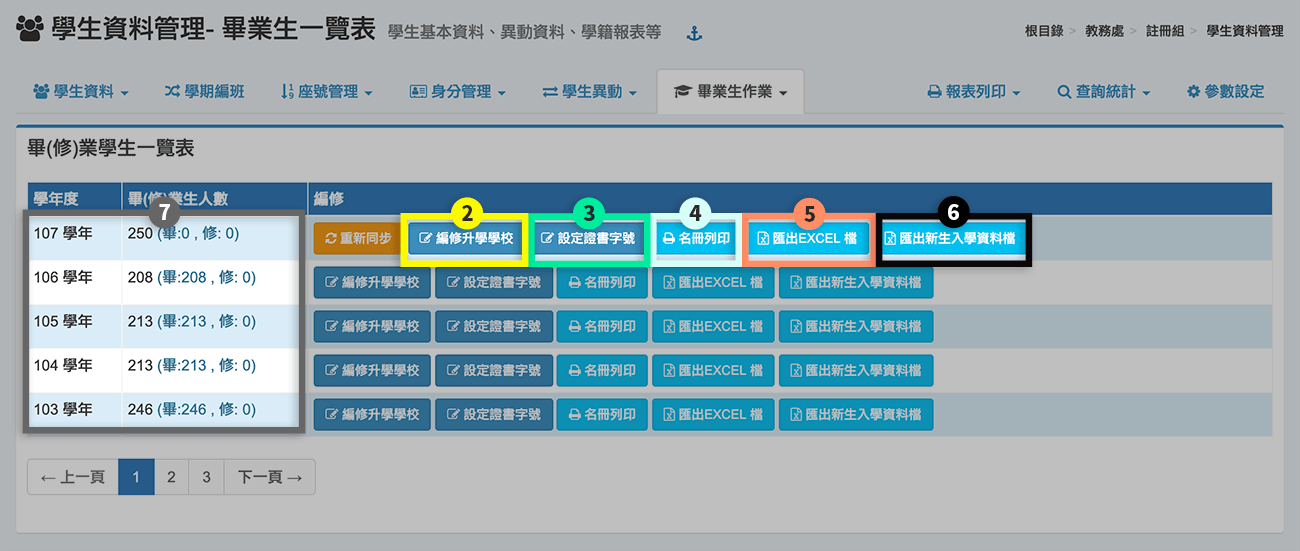 學生資料管理- 畢業生一覽表 學生基本資料、異動資料、學籍報表等
根目錄 > 教務處 > 註冊組 > 學生資料管理
學生資料 學期編班 座號管理 身分管理 學生異動 畢業生作業 報表列印 查詢統計 參數設定
畢(修)業學生一覽表
學年度 畢(修)業生人數 編修
7 2 3 4 5 6
107 學年 250 (畢:0 , 修: 0) 重新同步 編修升學學校 設定證書字號 名冊列印 匯出EXCEL 檔 匯出新生入學資料檔
106 學年 208 (畢:208 , 修: 0) 編修升學學校 設定證書字號 名冊列印 匯出EXCEL 檔 匯出新生入學資料檔
105 學年 213 (畢:213 , 修: 0) 編修升學學校 設定證書字號 名冊列印 匯出EXCEL 檔 匯出新生入學資料檔
104 學年 213 (畢:213 , 修: 0) 編修升學學校 設定證書字號 名冊列印 匯出EXCEL 檔 匯出新生入學資料檔
103 學年 246 (畢:246 , 修: 0) 編修升學學校 設定證書字號 名冊列印 匯出EXCEL 檔 匯出新生入學資料檔
← 上一頁 1 2 3 下一頁 →